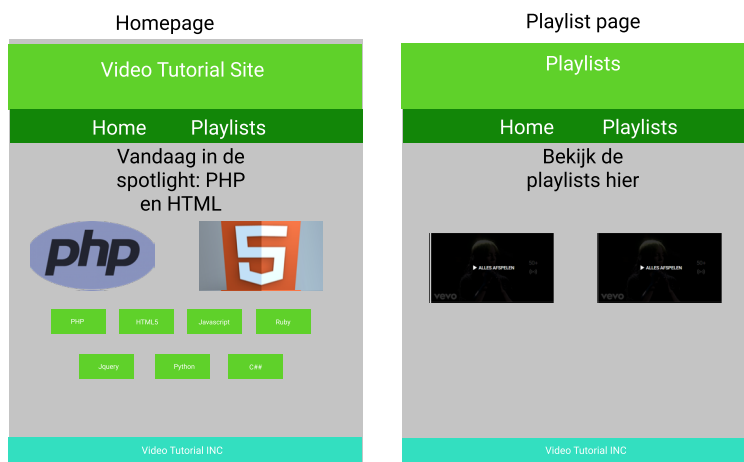 Homepage
Video Tutorial Site
Home Playlists
Vandaag in de
spotlight: PHP
en HTML
php
5
PHP HTML5 Javascript Ruby
Jquery Python C##
Video Tutorial INC
Playlist page
Playlists
Home Playlists
Bekijk de
playlists hier
ALLES AFSPELEN 50+
vevo
ALLES AFSPELEN 50+
vevo
Video Tutorial INC